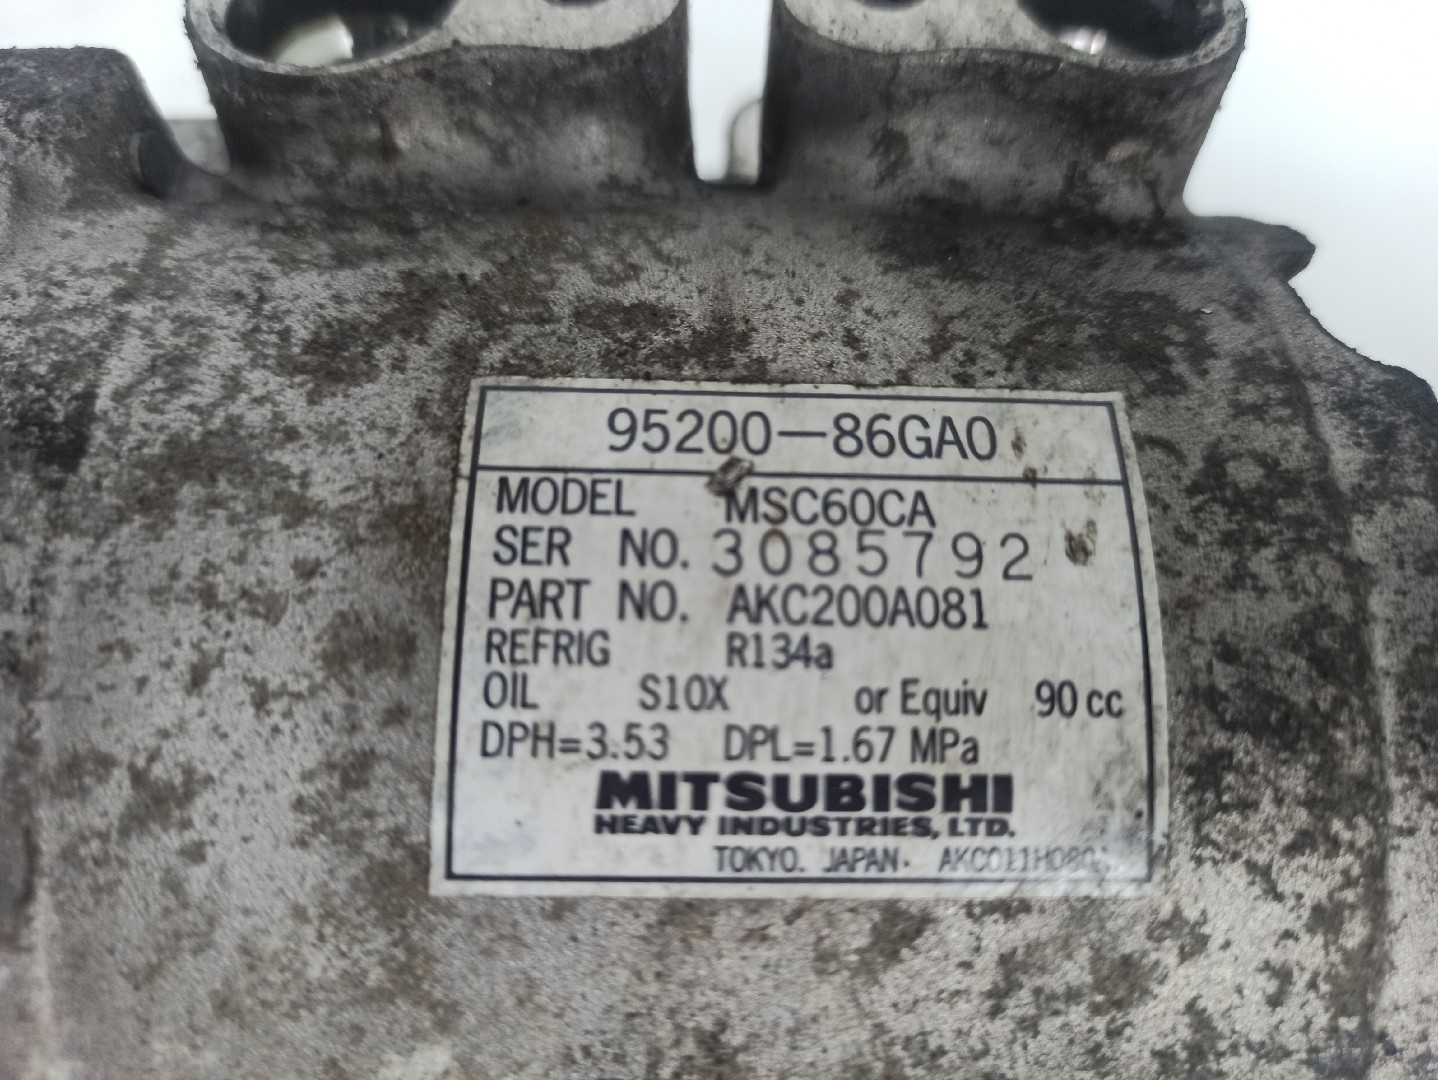 95200-86GA0
MODEL MSC60CA
SER NO. 3085792
PART NO. AKC200A081
REFRIG R134a
OIL S10X or Equiv 90 cc
DPH=3.53 DPL=1.67 MPa
MITSUBISHI
HEAVY INDUSTRIES, LTD.
TOKYO. JAPAN.